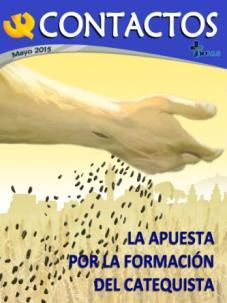 CONTACTOS
Mayo 2015
LA APUESTA
POR LA FORMACIÓN
DEL CATEQUISTA